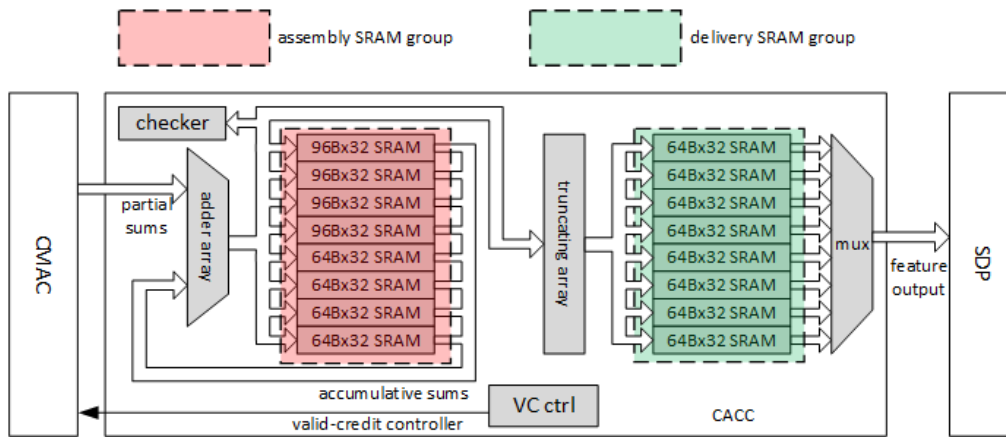 assembly SRAM group
delivery SRAM group
checker
partial
sums
adder array
96Bx32 SRAM
96Bx32 SRAM
96Bx32 SRAM
96Bx32 SRAM
64Bx32 SRAM
64Bx32 SRAM
64Bx32 SRAM
64Bx32 SRAM
truncating array
64Bx32 SRAM
64Bx32 SRAM
64Bx32 SRAM
64Bx32 SRAM
64Bx32 SRAM
64Bx32 SRAM
64Bx32 SRAM
64Bx32 SRAM
mux
feature
output
CMAC
SDP
accumulative sums
VC ctrl
valid-credit controller
CACC